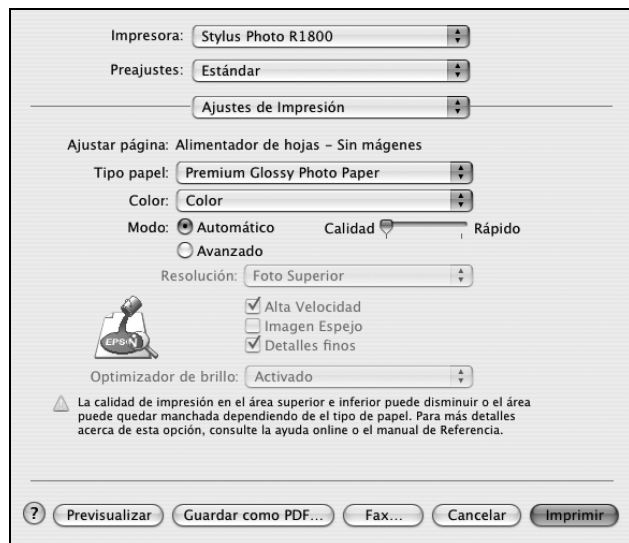 Impresora: Stylus Photo R1800
Preajustes: Estándar
Ajustes de Impresión
Ajustar página: Alimentador de hojas – Sin mágenes
Tipo papel: Premium Glossy Photo Paper
Color: Color
Modo: Automático Calidad Rápido
Avanzado
Resolución: Foto Superior
Alta Velocidad
Imagen Espejo
Detalles finos
EPSON
Optimizador de brillo: Activado
La calidad de impresión en el área superior e inferior puede disminuir o el área
puede quedar manchada dependiendo de el tipo de papel. Para más detalles
acerca de esta opción, consulte la ayuda online o el manual de Referencia.
? Previsualizar Guardar como PDF... Fax... Cancelar Imprimir